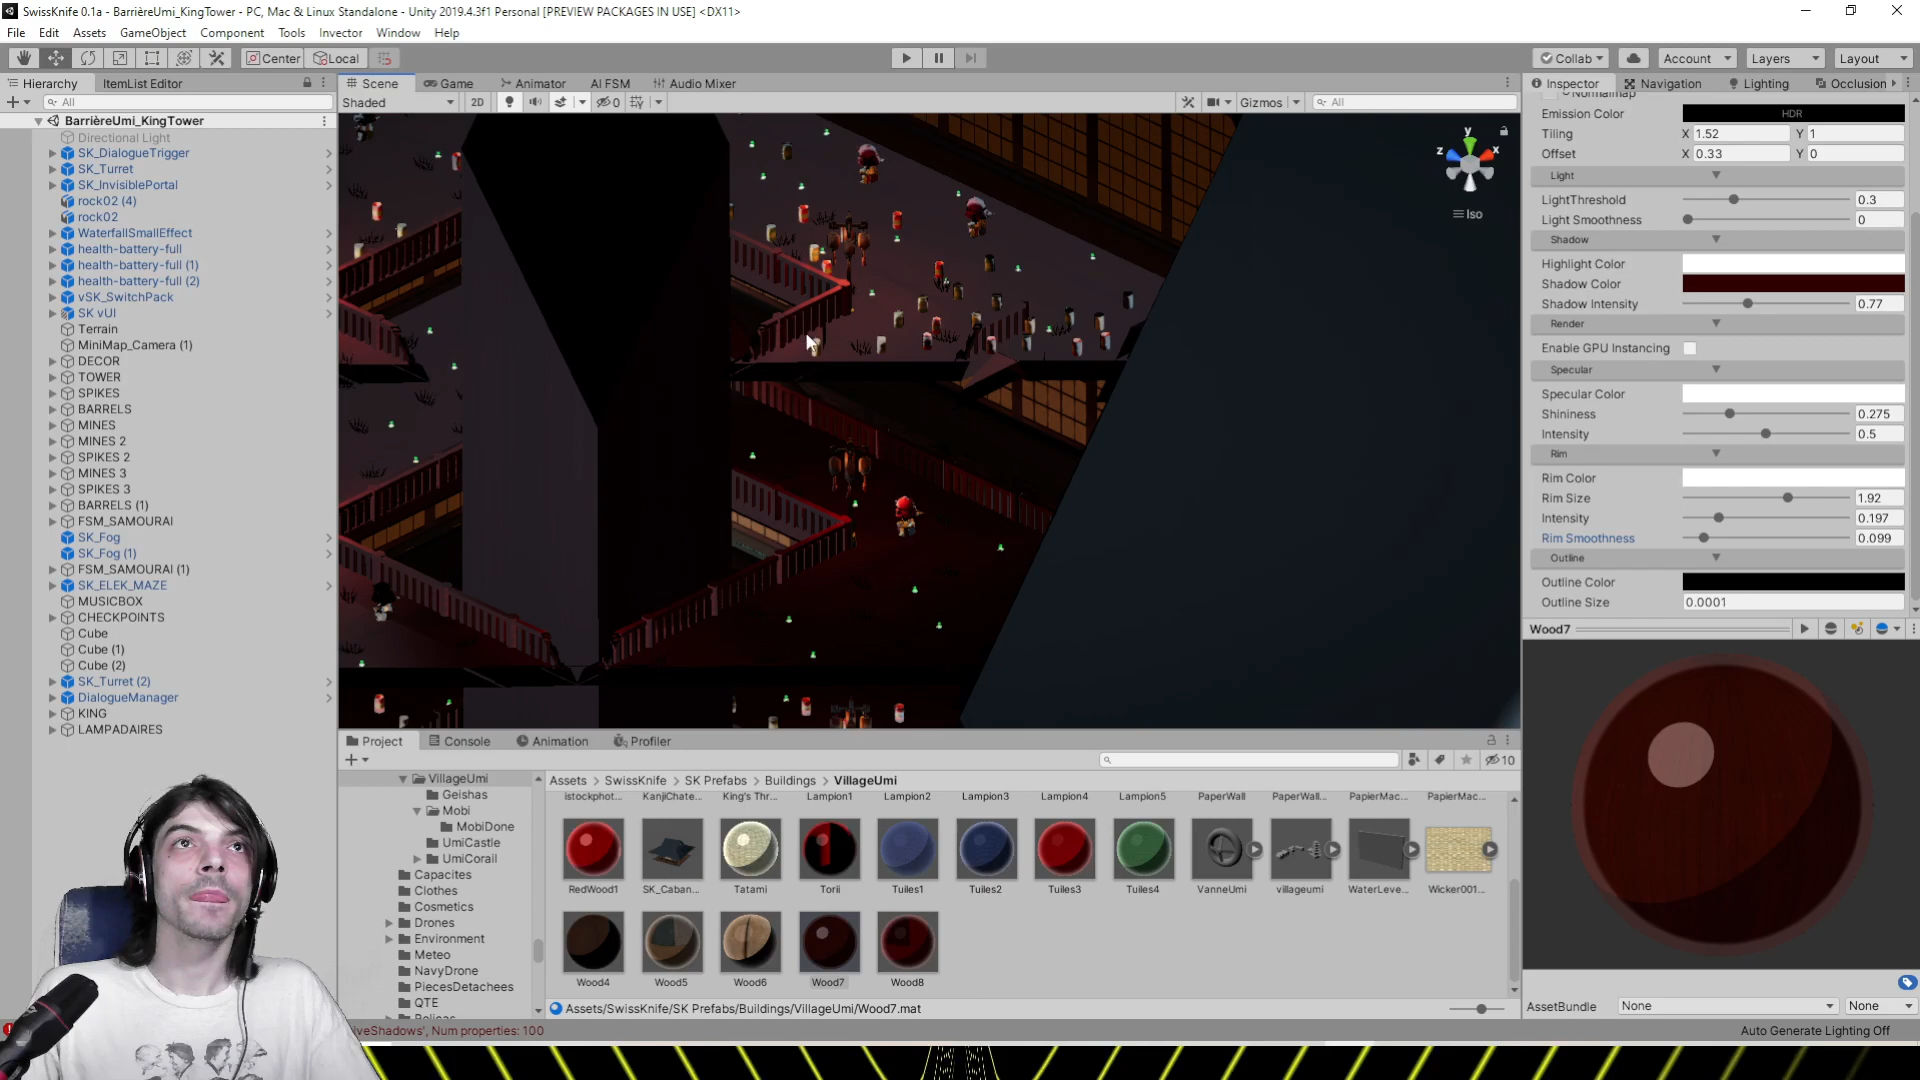 SwissKnife 0.1a - BarrièreUmi_KingTower - PC, Mac & Linux Standalone - Unity 2019.4.3f1 Personal [PREVIEW PACKAGES IN USE] <DX11>
File Edit Assets GameObject Component Tools Invector Window Help
Center Local
Collab Account Layers Layout
Hierarchy ItemList Editor
All
BarrièreUmi_KingTower
Directional Light
SK_DialogueTrigger
SK_Turret
SK_InvisiblePortal
rock02 (4)
rock02
WaterfallSmallEffect
health-battery-full
health-battery-full (1)
health-battery-full (2)
vSK_SwitchPack
SK vUI
Terrain
MiniMap_Camera (1)
DECOR
TOWER
SPIKES
BARRELS
MINES
MINES 2
SPIKES 2
MINES 3
SPIKES 3
BARRELS (1)
FSM_SAMOURAI
SK_Fog
SK_Fog (1)
FSM_SAMOURAI (1)
SK_ELEK_MAZE
MUSICBOX
CHECKPOINTS
Cube
Cube (1)
Cube (2)
SK_Turret (2)
DialogueManager
KING
LAMPADAIRES
Scene Game Animator AI FSM Audio Mixer
Shaded 2D 0 Gizmos All
y
z x
Iso
Inspector Navigation Lighting Occlusion
Normalmap
Emission Color HDR
Tiling X 1.52 Y 1
Offset X 0.33 Y 0
Light
LightThreshold 0.3
Light Smoothness 0
Shadow
Highlight Color
Shadow Color
Shadow Intensity 0.77
Render
Enable GPU Instancing
Specular
Specular Color
Shininess 0.275
Intensity 0.5
Rim
Rim Color
Rim Size 1.92
Intensity 0.197
Rim Smoothness 0.099
Outline
Outline Color
Outline Size 0.0001
Wood7
AssetBundle None None
Auto Generate Lighting Off
Project Console Animation Profiler
10
VillageUmi
Geishas
Mobi
MobiDone
UmiCastle
UmiCorail
Capacites
Clothes
Cosmetics
Drones
Environment
Meteo
NavyDrone
PiecesDetachees
QTE
Assets > SwissKnife > SK Prefabs > Buildings > VillageUmi
istockphot... KanjiChate... King's Thr... Lampion1 Lampion2 Lampion3 Lampion4 Lampion5 PaperWall PaperWall... PapierMac... PapierMac...
RedWood1 SK_Caban... Tatami Torii Tuiles1 Tuiles2 Tuiles3 Tuiles4 VanneUmi villageumi WaterLeve... Wicker001...
Wood4 Wood5 Wood6 Wood7 Wood8
Assets/SwissKnife/SK Prefabs/Buildings/VillageUmi/Wood7.mat
iveShadows', Num properties: 100